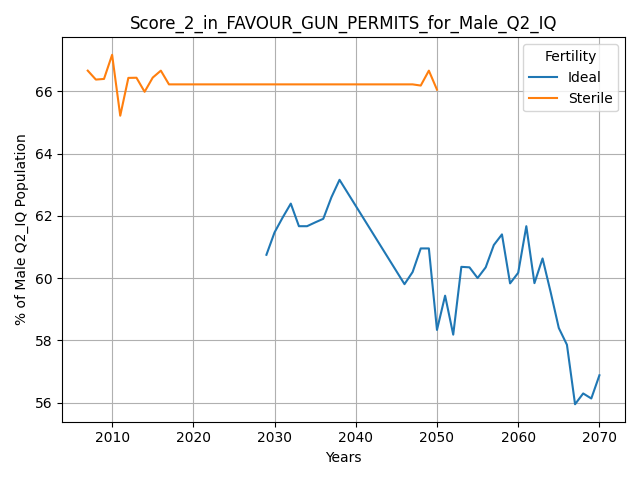 Score_2_in_FAVOUR_GUN_PERMITS_for_Male_Q2_IQ
Fertility
Ideal
Sterile
% of Male Q2_IQ Population
66
64
62
60
58
56
2010 2020 2030 2040 2050 2060 2070
Years